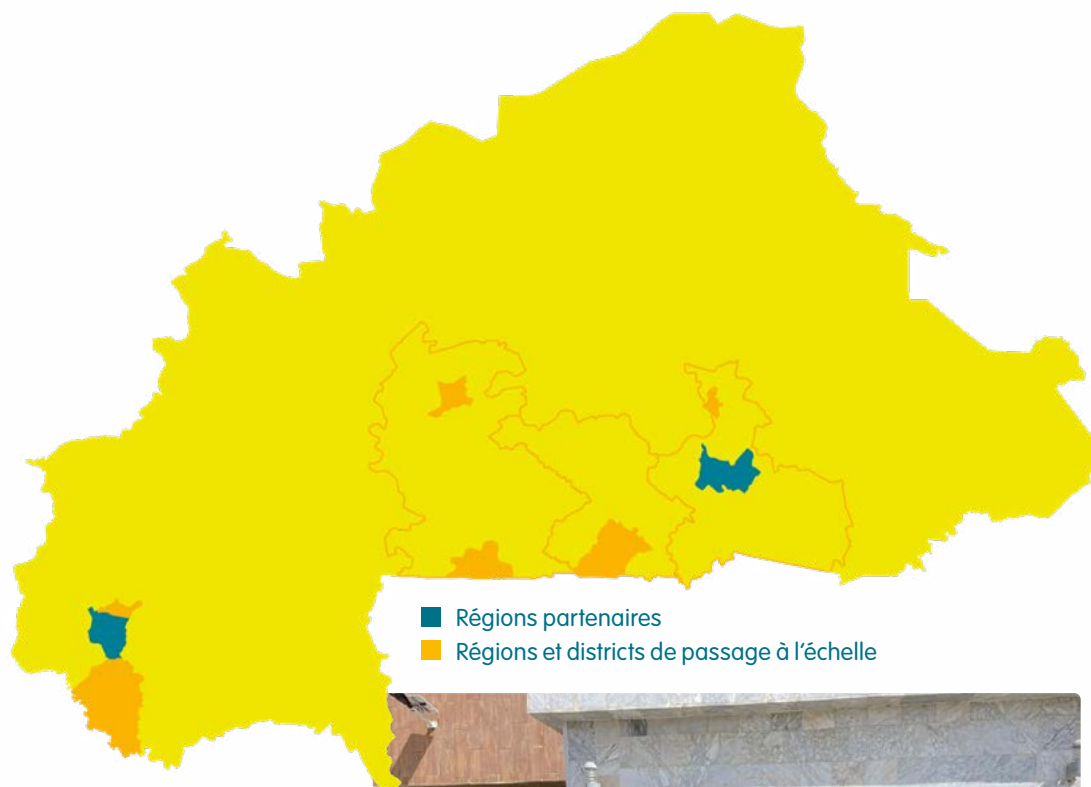 Régions partenaires
Régions et districts de passage à l’échelle